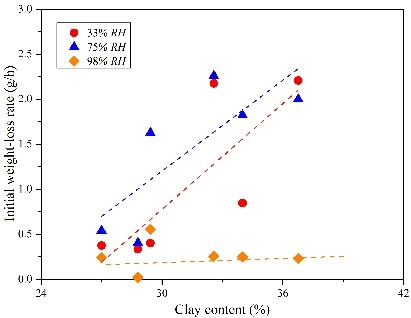 3.0
2.5
2.0
1.5
1.0
0.5
0.0
Initial weight-loss rate (g/h)
33% RH
75% RH
98% RH
24
30
36
42
Clay content (%)